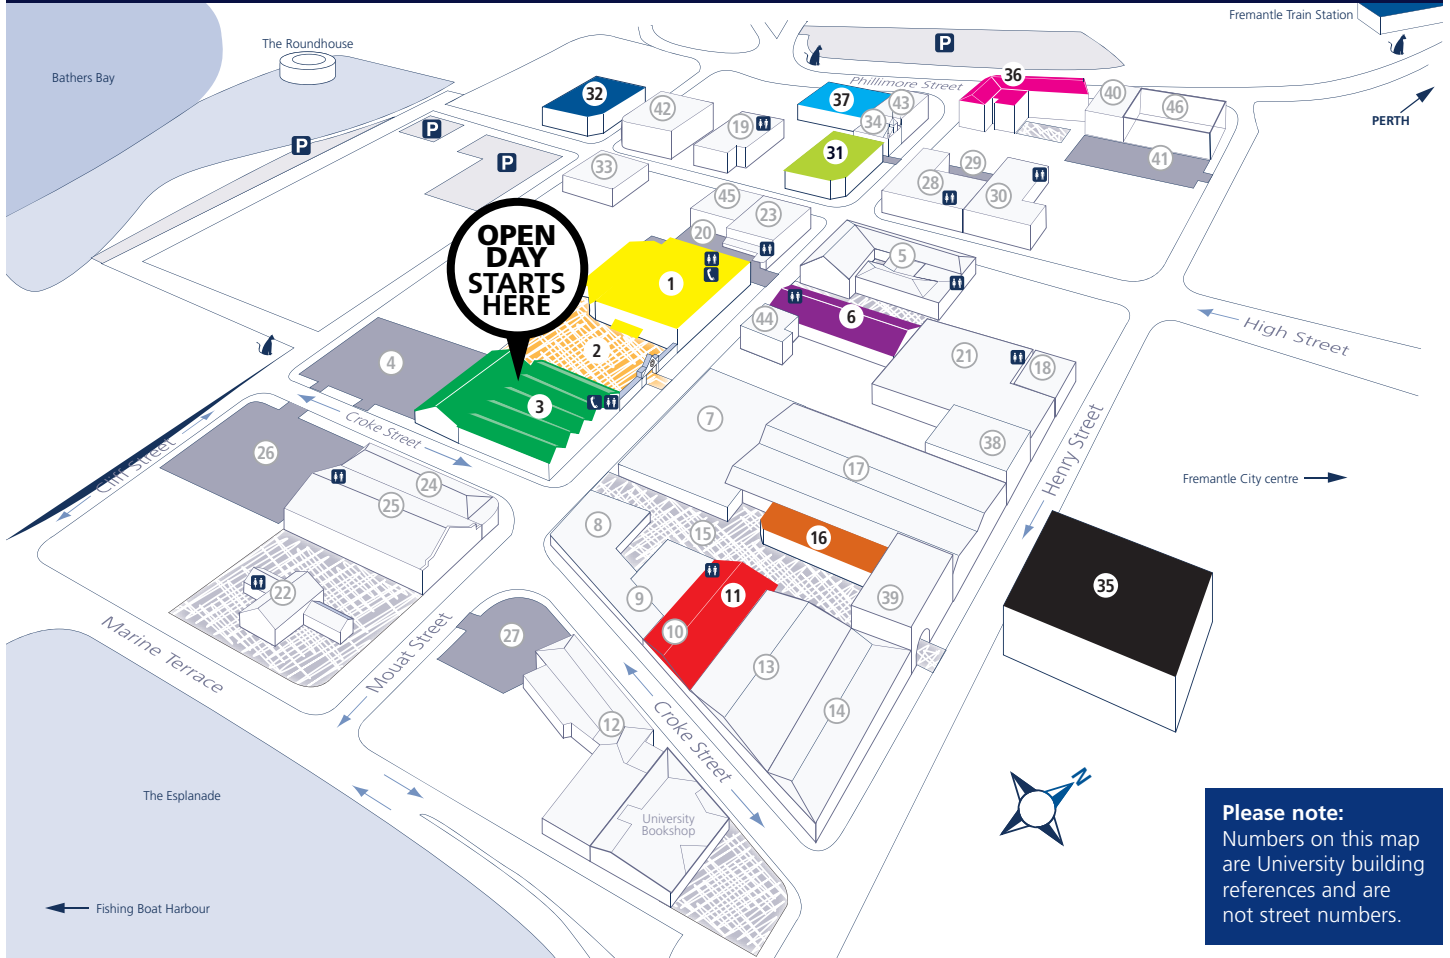 Fremantle Train Station
The Roundhouse
P
Bathers Bay
36
Phillimore Street
32
37
40
46
42
43
PERTH
19
34
P
P
31
41
P
33
29
28
30
45
23
OPEN
DAY
STARTS
HERE
20
5
1
6
44
High Street
2
21
18
4
3
7
Croke Street
Henry Street
38
26
17
Cliff Street
24
Fremantle City centre
25
8
15
16
35
22
9
11
39
10
27
Marine Terrace
Mouat Street
13
14
12
Croke Street
N
The Esplanade
University
Bookshop
Please note:
Numbers on this map
are University building
references and are
not street numbers.
Fishing Boat Harbour